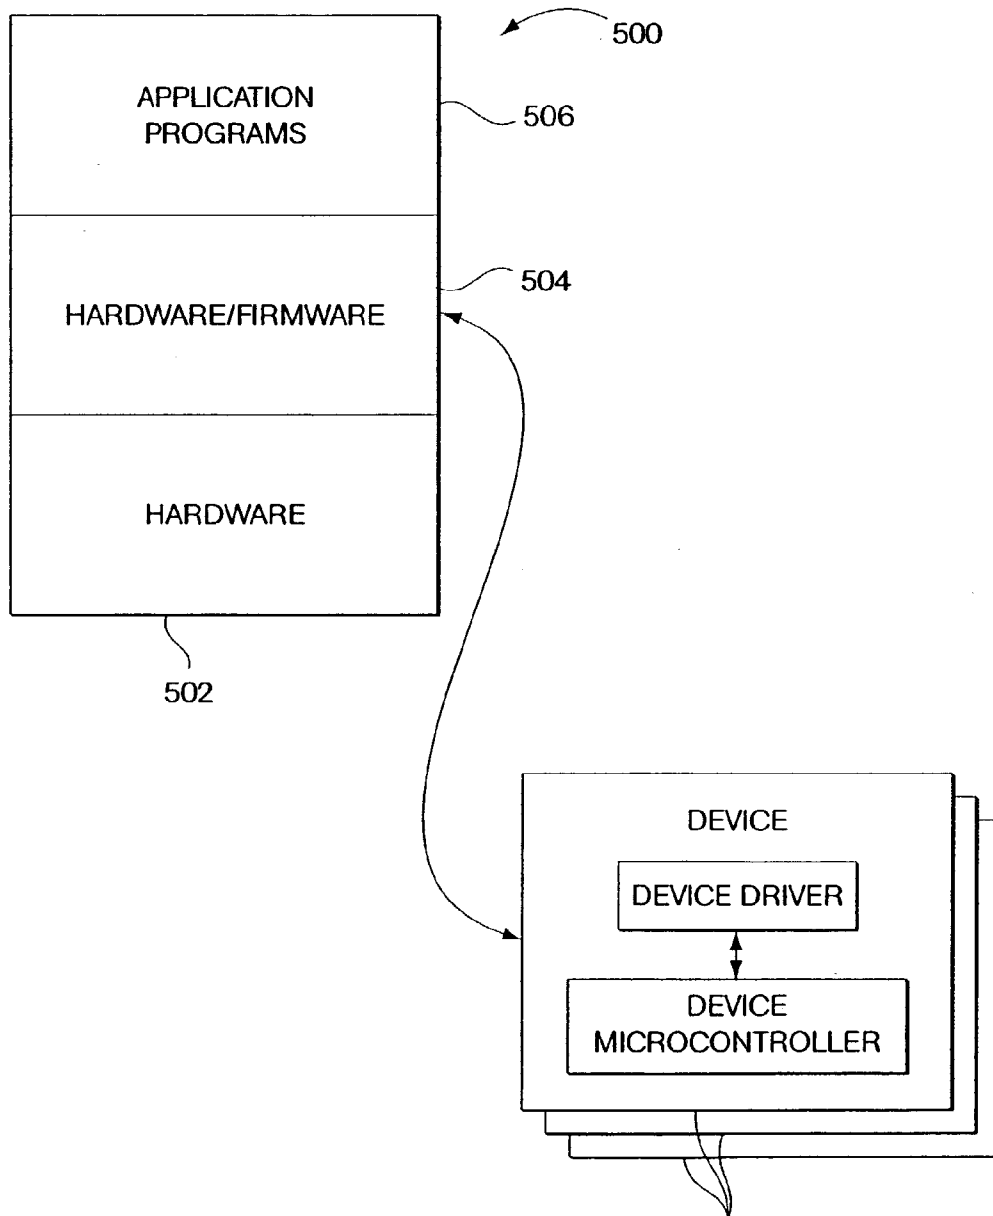 500
APPLICATION
PROGRAMS
506
504
HARDWARE/FIRMWARE
HARDWARE
502
DEVICE
DEVICE DRIVER
DEVICE
MICROCONTROLLER